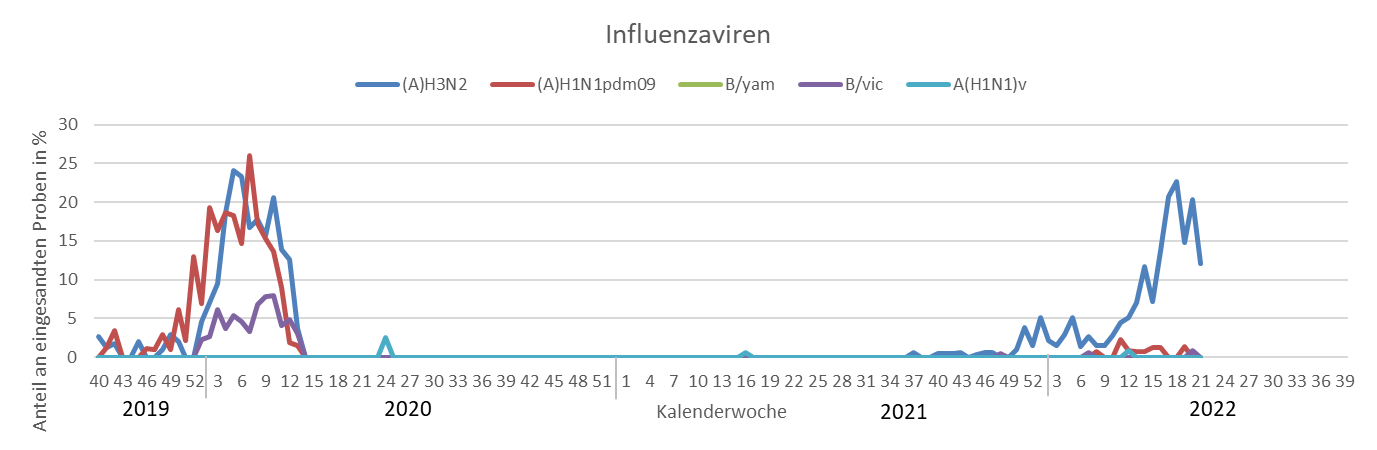 Influenzaviren
(A)H3N2 (A)H1N1pdm09 B/yam B/vic A(H1N1)v
Anteil an eingesandten Proben in %
30
25
20
15
10
5
0
40 43 46 49 52 3 6 9 12 15 18 21 24 27 30 33 36 39 42 45 48 51 1 4 7 10 13 16 19 22 25 28 31 34 37 40 43 46 49 52 3 6 9 12 15 18 21 24 27 30 33 36 39
2019 2020 Kalenderwoche 2021 2022